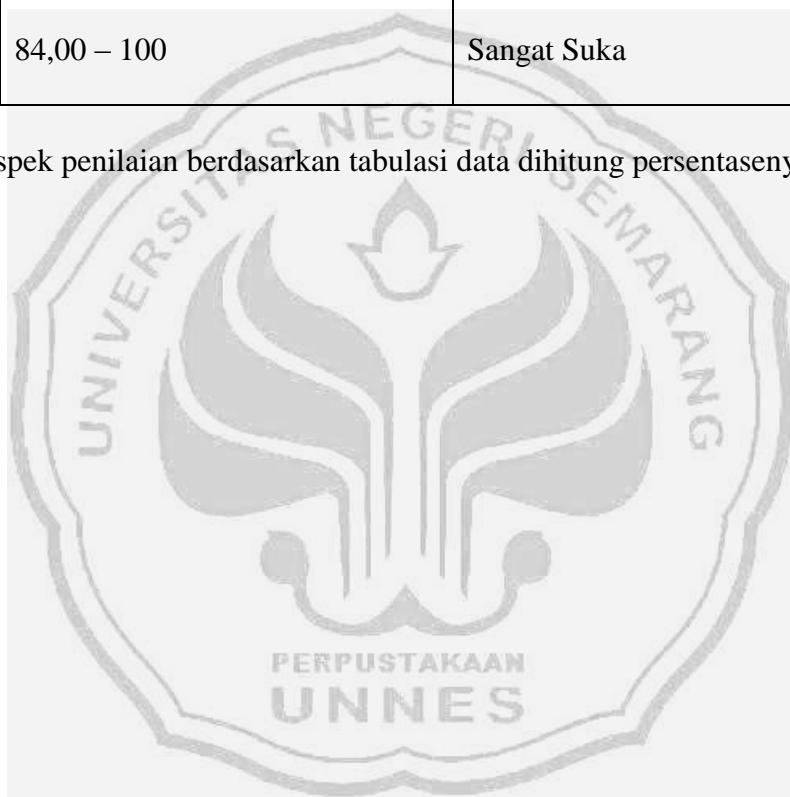 84,00 – 100 Sangat Suka
spek penilaian berdasarkan tabulasi data dihitung persentaseny
UNIVERSITAS NEGERI SEMARANG
PERPUSTAKAAN
UNNES